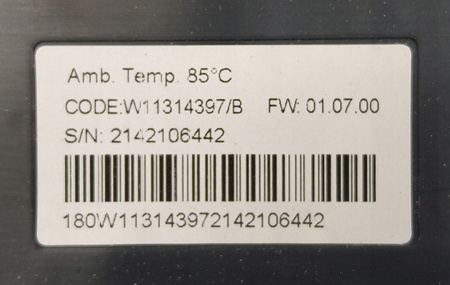 Amb. Temp. 85°C
CODE:W11314397/B FW: 01.07.00
S/N: 2142106442
180W113143972142106442